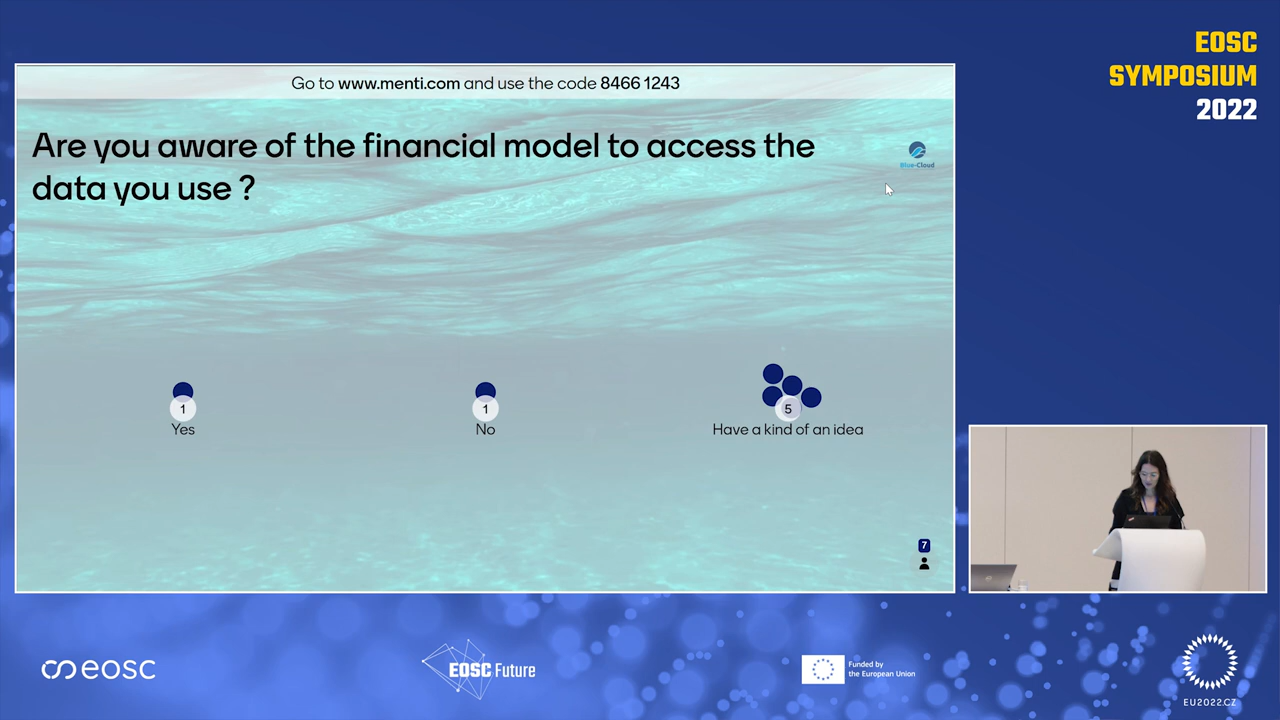 EOSC
SYMPOSIUM
2022
Go to www.menti.com and use the code 8466 1243
Are you aware of the financial model to access the
data you use ?
Blue-Cloud
1
Yes
1
No
5
Have a kind of an idea
7
eosc
EOSC Future
Funded by
the European Union
EU2022.CZ